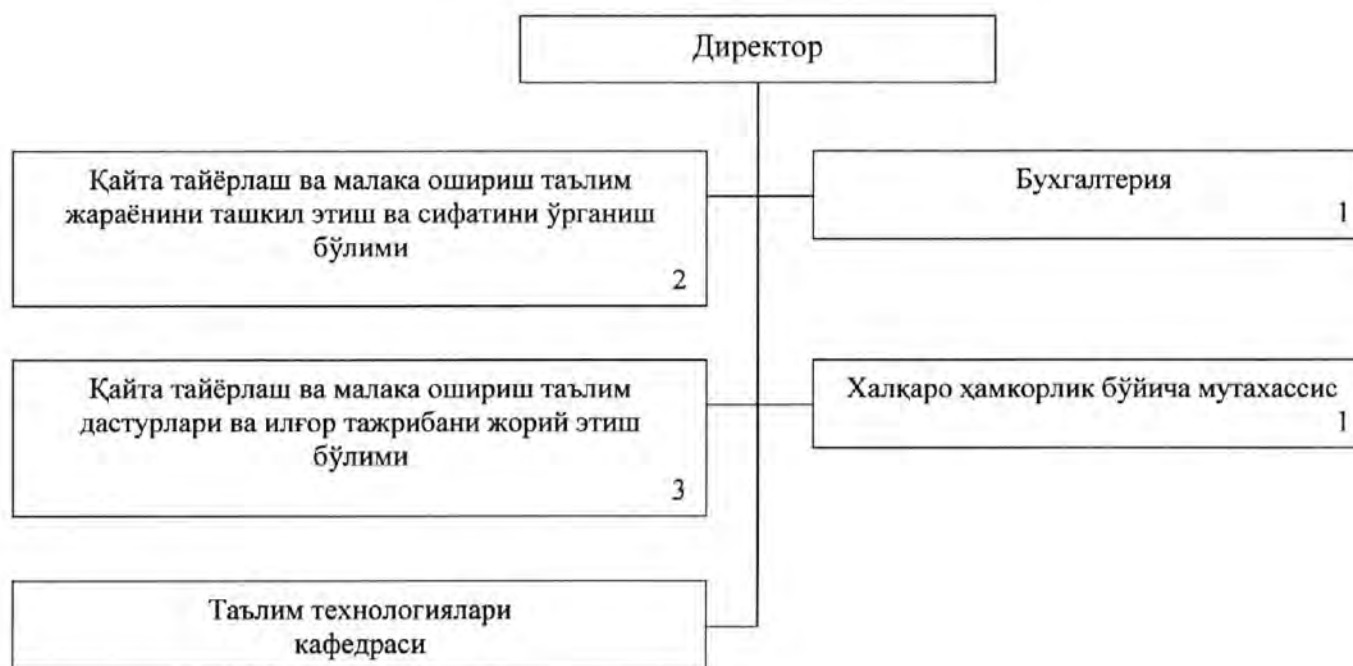 Директор
Қайта тайёрлаш ва малака ошириш таълим
жараёнини ташкил этиш ва сифатини ўрганиш
бўлими
2
Бухгалтерия
1
Қайта тайёрлаш ва малака ошириш таълим
дастурлари ва илғор тажрибани жорий этиш
бўлими
3
Халқаро ҳамкорлик бўйича мутахассис
1
Таълим технологиялари
кафедраси